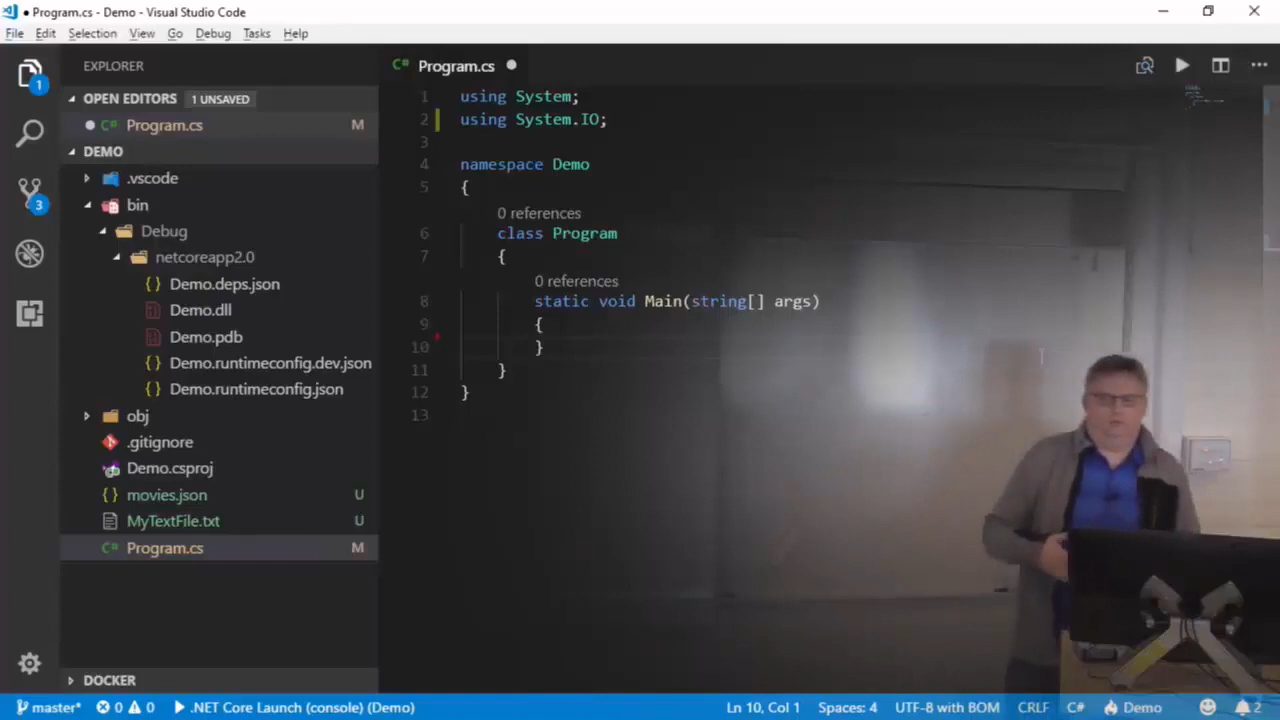 ● Program.cs - Demo - Visual Studio Code
File Edit Selection View Go Debug Tasks Help
EXPLORER
OPEN EDITORS 1 UNSAVED
● C# Program.cs M
DEMO
.vscode
bin
Debug
netcoreapp2.0
{ } Demo.deps.json
Demo.dll
Demo.pdb
{ } Demo.runtimeconfig.dev.json
{ } Demo.runtimeconfig.json
obj
.gitignore
Demo.csproj
{ } movies.json U
MyTextFile.txt U
C# Program.cs M
DOCKER
1
3
C# Program.cs ●
1 using System;
2 using System.IO;
3
4 namespace Demo
5 {
0 references
6 class Program
7 {
0 references
8 static void Main(string[] args)
9 {
10 }
11 }
12 }
13
master* 0 0 .NET Core Launch (console) (Demo) Ln 10, Col 1 Spaces: 4 UTF-8 with BOM CRLF C# Demo 2